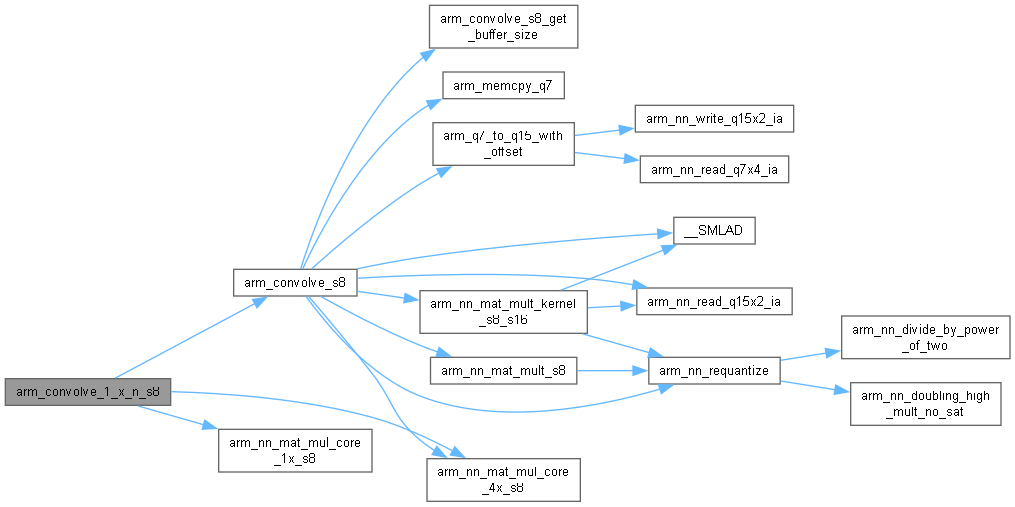 arm_convolve_s8_get
_buffer_size
arm_memcpy_q7
arm_q7_to_q15_with
_offset
arm_nn_write_q15x2_ia
arm_nn_read_q7x4_ia
__SMLAD
arm_convolve_s8
arm_nn_mat_mult_kernel
_s8_s16
arm_nn_read_q15x2_ia
arm_nn_divide_by_power
_of_two
arm_nn_mat_mult_s8
arm_nn_requantize
arm_convolve_1_x_n_s8
arm_nn_doubling_high
_mult_no_sat
arm_nn_mat_mul_core
_1x_s8
arm_nn_mat_mul_core
_4x_s8